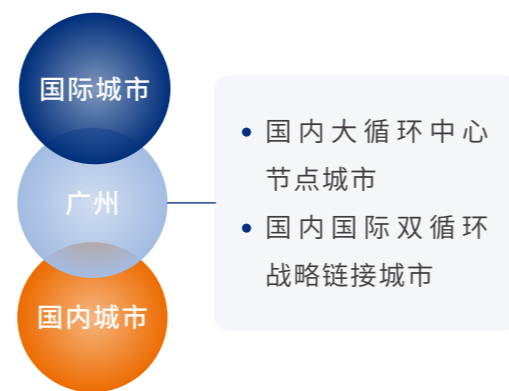 国际城市
广州
国内城市
国内大循环中心
节点城市
国内国际双循环
战略链接城市